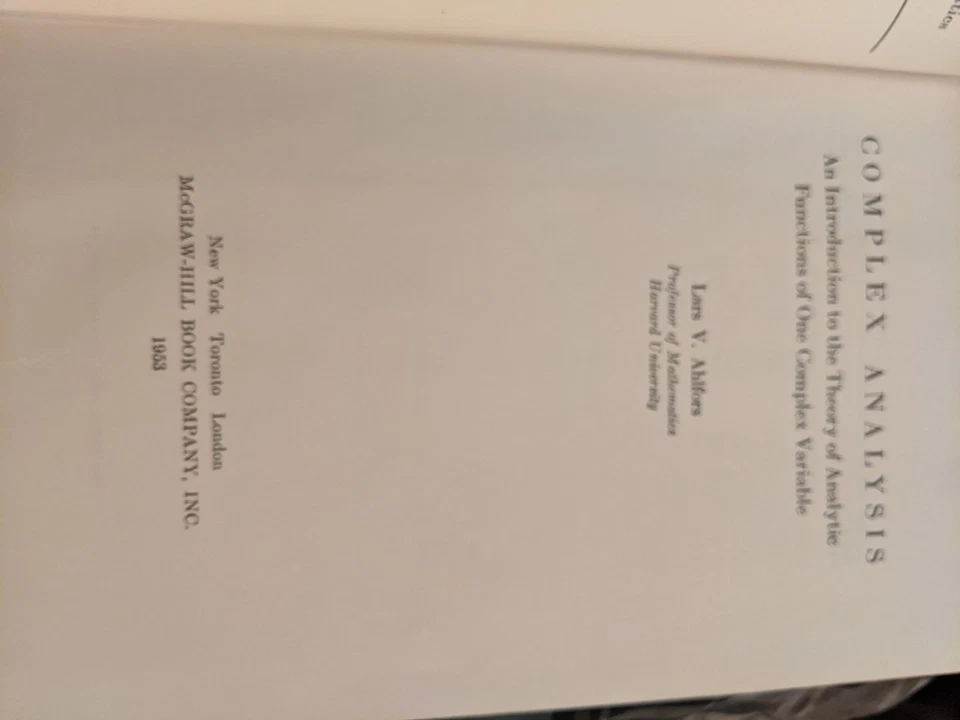 COMPLEX ANALYSIS
An Introduction to the Theory of Analytic
Functions of One Complex Variable
Lars V. Ahlfors
Professor of Mathematics
Harvard University
New York Toronto London
McGRAW-HILL BOOK COMPANY, INC.
1953